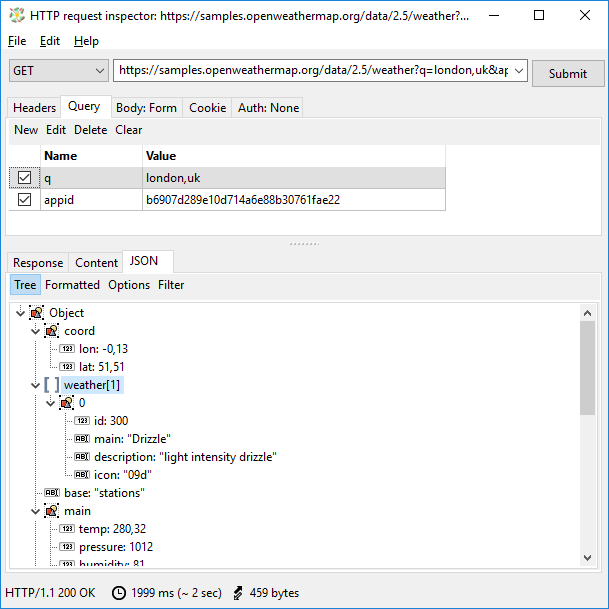 HTTP request inspector: https://samples.openweathermap.org/data/2.5/weather?...
File Edit Help
GET https://samples.openweathermap.org/data/2.5/weather?q=london,uk&ap Submit
Headers Query Body: Form Cookie Auth: None
New Edit Delete Clear
Name Value
q london,uk
appid b6907d289e10d714a6e88b30761fae22
Response Content JSON
Tree Formatted Options Filter
Object
coord
123 lon: -0,13
123 lat: 51,51
[ ] weather[1]
0
123 id: 300
ABI main: "Drizzle"
ABI description: "light intensity drizzle"
ABI icon: "09d"
ABI base: "stations"
main
123 temp: 280,32
123 pressure: 1012
123 humidity: 81
HTTP/1.1 200 OK 1999 ms (~ 2 sec) 459 bytes